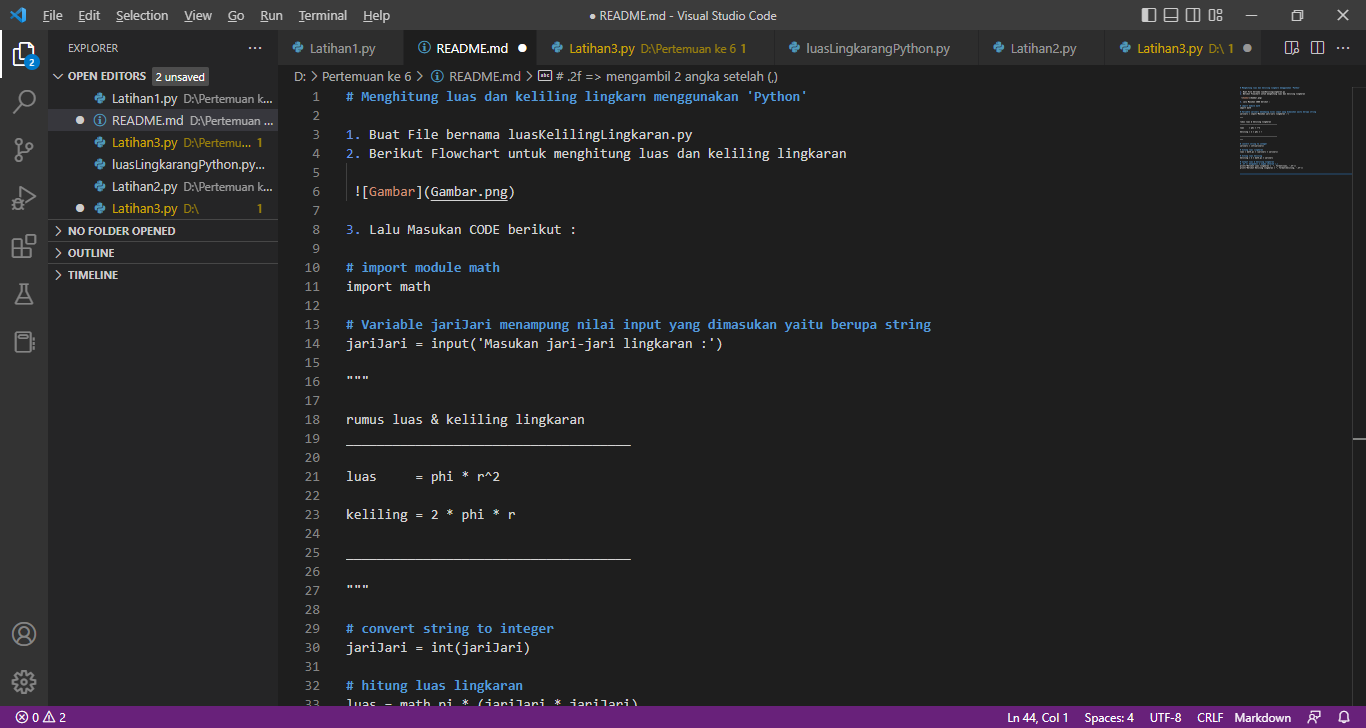 File Edit Selection View Go Run Terminal Help
● README.md - Visual Studio Code
EXPLORER
OPEN EDITORS 2 unsaved
Latihan1.py D:\Pertemuan k...
README.md D:\Pertemuan ...
Latihan3.py D:\Pertemu... 1
luasLingkarangPython.py...
Latihan2.py D:\Pertemuan k...
Latihan3.py D:\ 1
NO FOLDER OPENED
OUTLINE
TIMELINE
2
Latihan1.py README.md Latihan3.py D:\Pertemuan ke 6 1 luasLingkarangPython.py Latihan2.py Latihan3.py D:\ 1
D: > Pertemuan ke 6 > README.md > # .2f => mengambil 2 angka setelah (,)
1 # Menghitung luas dan keliling lingkarn menggunakan 'Python'
2
3 1. Buat File bernama luasKelilingLingkaran.py
4 2. Berikut Flowchart untuk menghitung luas dan keliling lingkaran
5
6 ![Gambar](Gambar.png)
7
8 3. Lalu Masukan CODE berikut :
9
10 # import module math
11 import math
12
13 # Variable jariJari menampung nilai input yang dimasukan yaitu berupa string
14 jariJari = input('Masukan jari-jari lingkaran :')
15
16 """
17
18 rumus luas & keliling lingkaran
19 _____________________________________
20
21 luas     = phi * r^2
22
23 keliling = 2 * phi * r
24
25 _____________________________________
26
27 """
28
29 # convert string to integer
30 jariJari = int(jariJari)
31
32 # hitung luas lingkaran
33 luas = math.pi * (jariJari * jariJari)
0 2 Ln 44, Col 1 Spaces: 4 UTF-8 CRLF Markdown